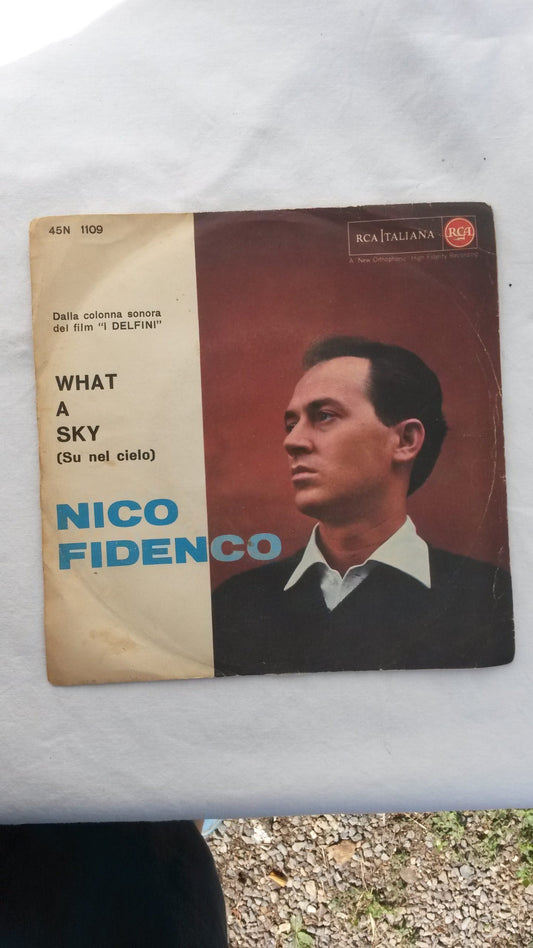 45N 1109
RCA ITALIANA
RCA
A "New Orthophonic" High Fidelity Recording
Dalla colonna sonora
del film "I DELFINI"
WHAT
A
SKY
(Su nel cielo)
NICO
FIDENCO